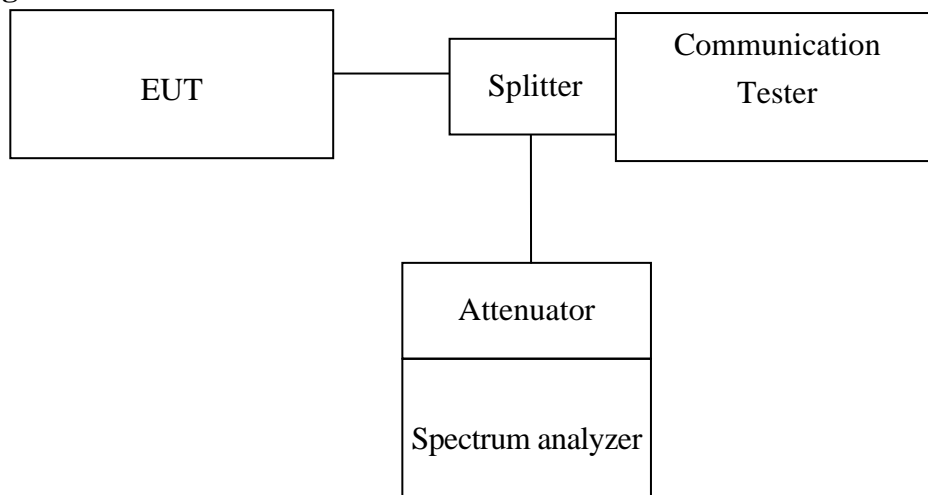 EUT
Splitter
Communication
Tester
Attenuator
Spectrum analyzer